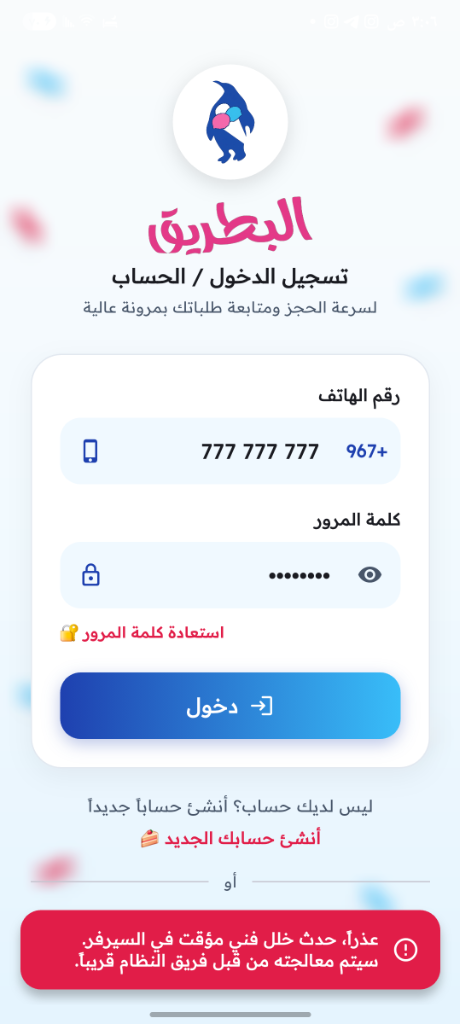 البطريق
تسجيل الدخول / الحساب
لسرعة الحجز ومتابعة طلباتك بمرونة عالية
رقم الهاتف
+967 777 777 777
كلمة المرور
••••••••
استعادة كلمة المرور 🔐
دخول
ليس لديك حساب؟ أنشئ حساباً جديداً
أنشئ حسابك الجديد 🍰
أو
عذراً، حدث خلل فني مؤقت في السيرفر.
سيتم معالجته من قبل فريق النظام قريباً.